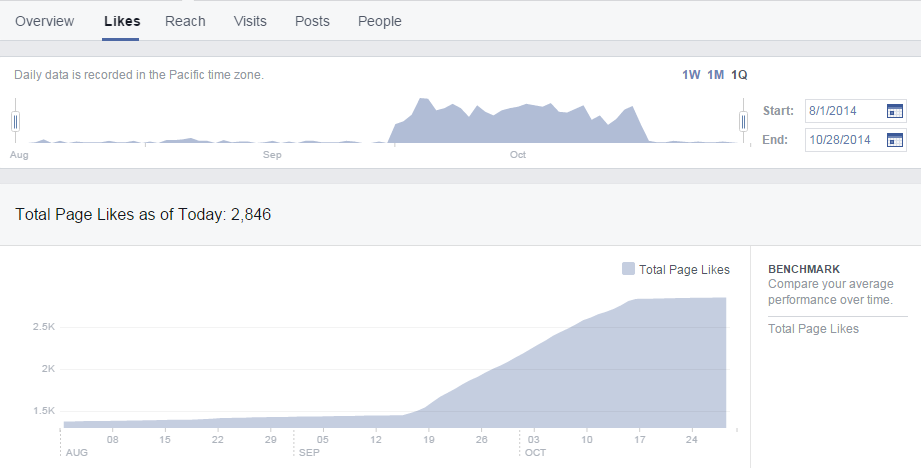 Overview Likes Reach Visits Posts People
Daily data is recorded in the Pacific time zone.
1W 1M 1Q
Start: 8/1/2014
End: 10/28/2014
Aug Sep Oct
Total Page Likes as of Today: 2,846
Total Page Likes
BENCHMARK
Compare your average
performance over time.
Total Page Likes
2.5K
2K
1.5K
08 15 22 29 05 12 19 26 03 10 17 24
AUG SEP OCT